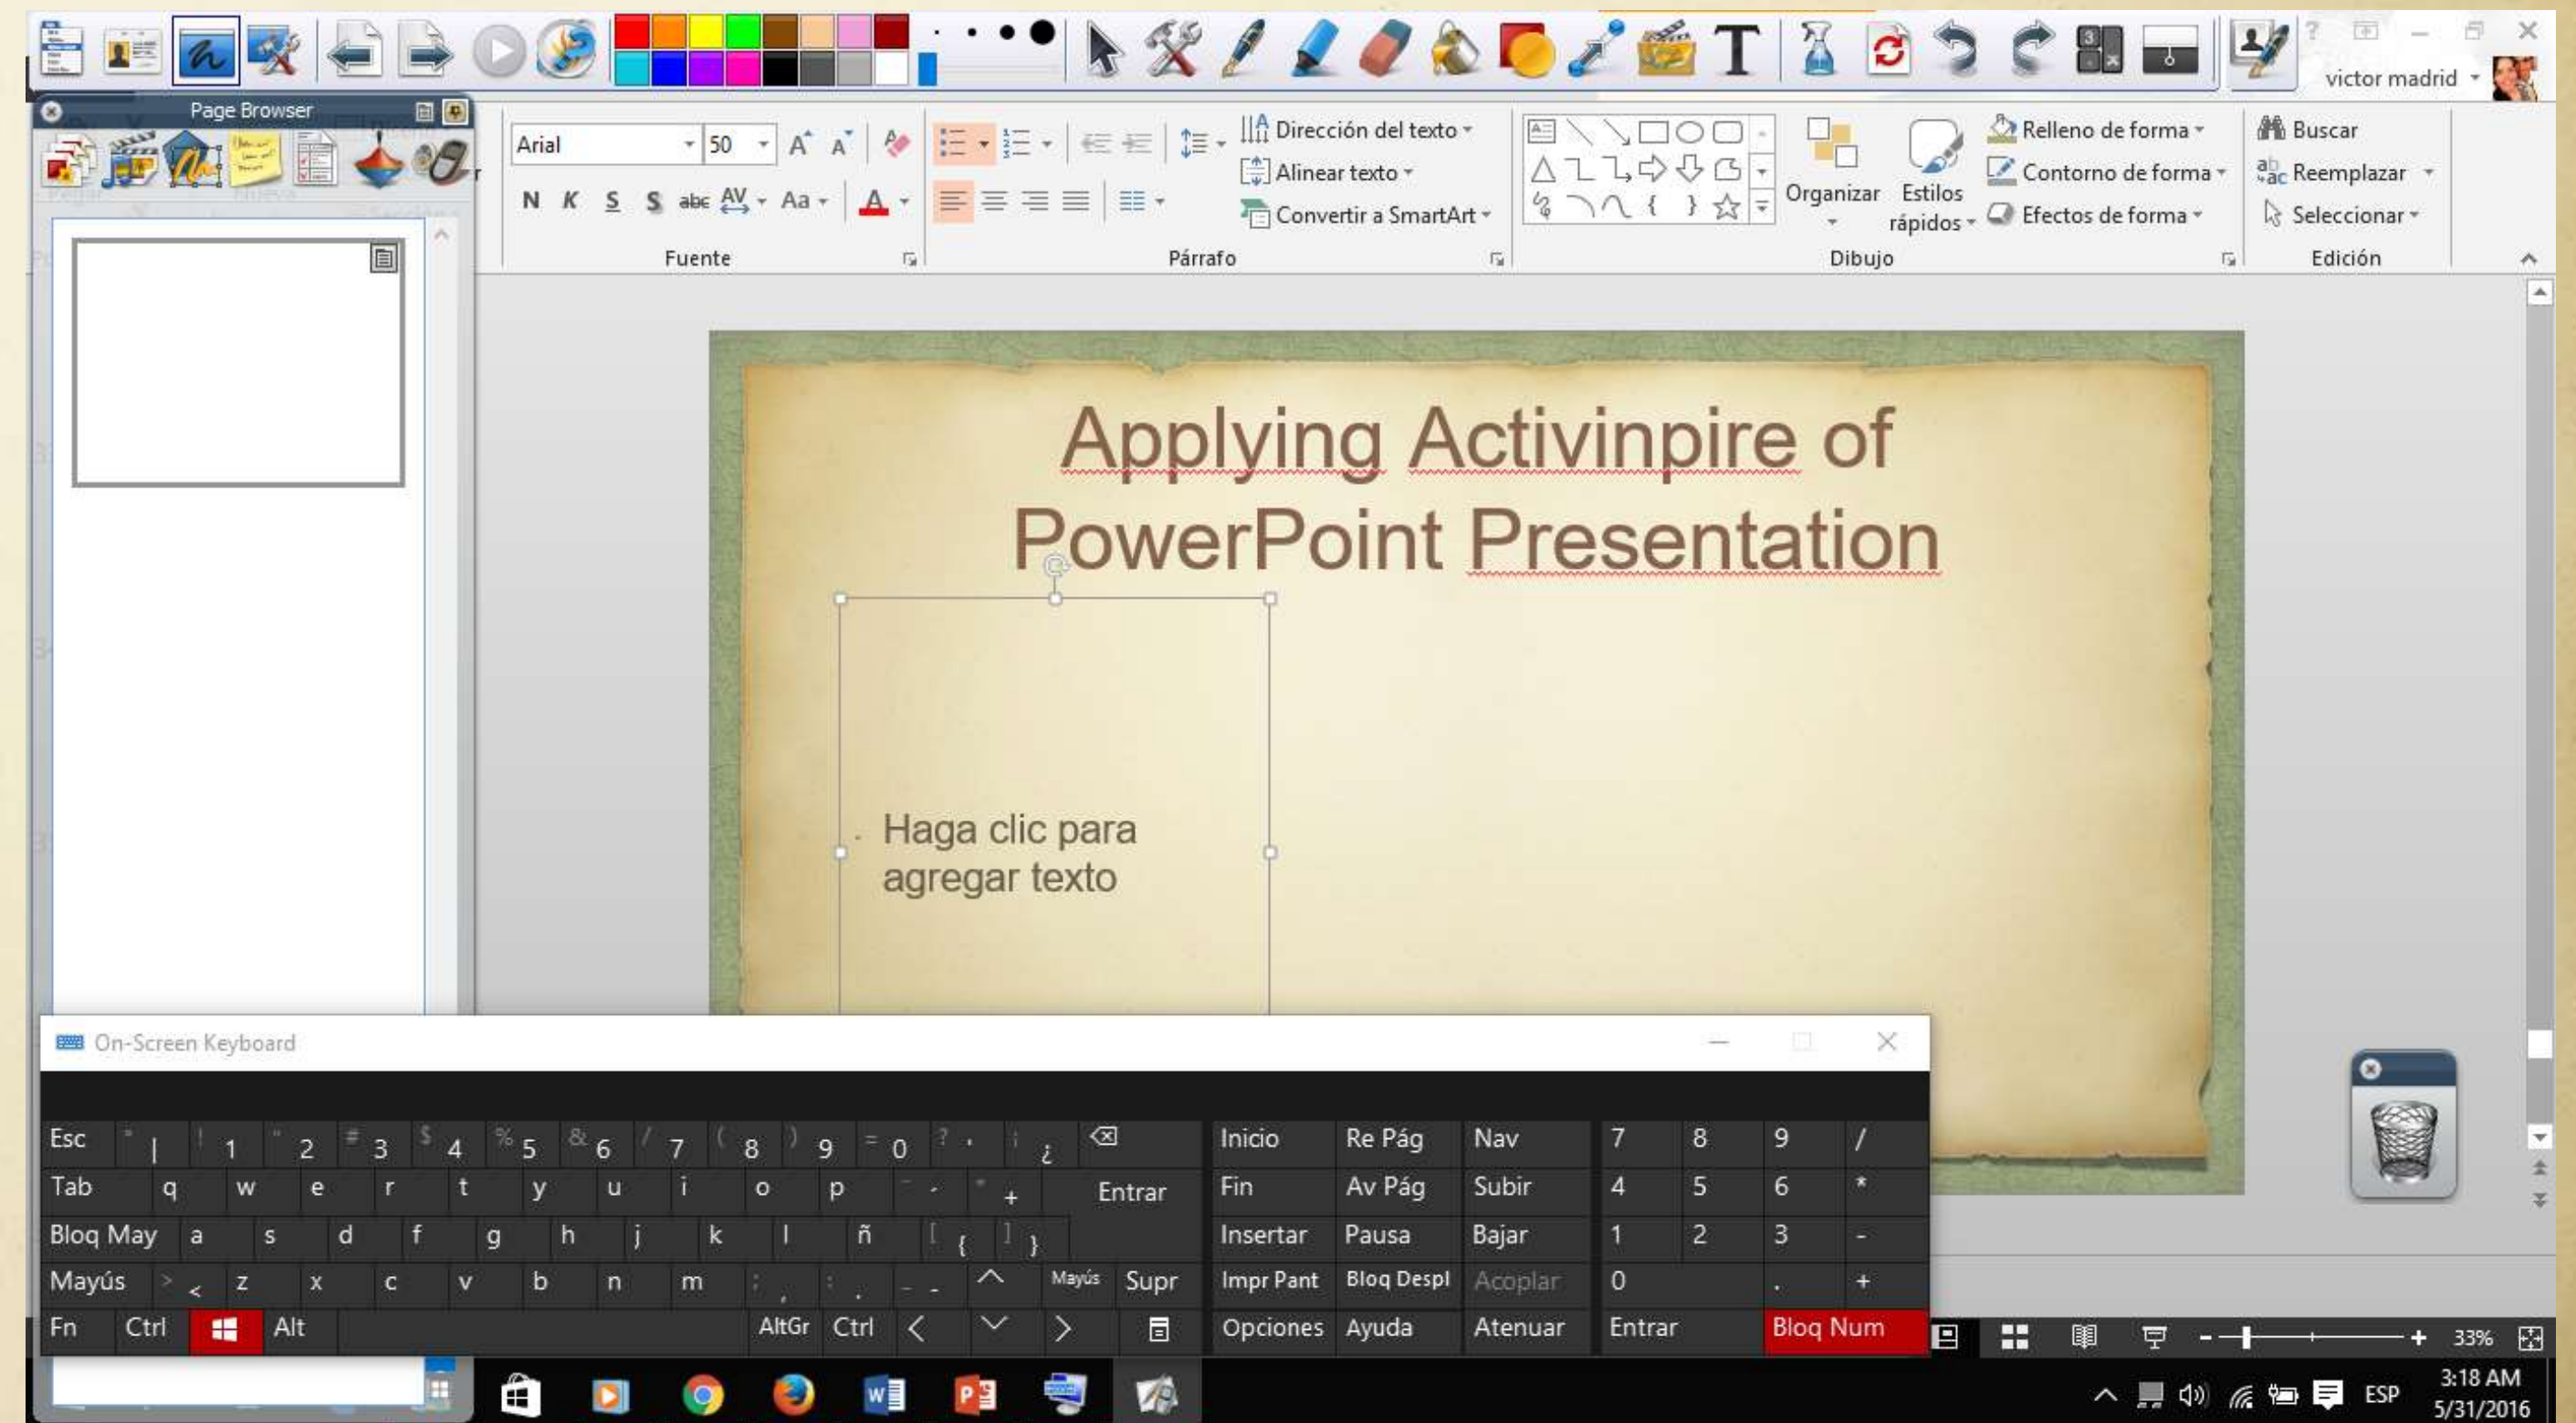 victor madrid
Page Browser
Arial
50
Dirección del texto
Alinear texto
Convertir a SmartArt
N K S S abc AV Aa A
Organizar
Estilos
rápidos
Relleno de forma
Contorno de forma
Efectos de forma
Buscar
Reemplazar
Seleccionar
Fuente
Párrafo
Dibujo
Edición
Applying Activinpire of
PowerPoint Presentation
Haga clic para
agregar texto
On-Screen Keyboard
Esc | ! 1 " 2 # 3 $ 4 % 5 & 6 / 7 ( 8 ) 9 = 0 ? ' ¡ ¿ Inicio Re Pág Nav 7 8 9 /
Tab q w e r t y u i o p + Entrar Fin Av Pág Subir 4 5 6 *
Bloq May a s d f g h j k l ñ [ { ] } Insertar Pausa Bajar 1 2 3 -
Mayús > < z x c v b n m ; , : . _ - Mayús Supr Impr Pant Bloq Despl Acoplar 0 . +
Fn Ctrl Alt AltGr Ctrl Opciones Ayuda Atenuar Entrar Bloq Num
33%
ESP
3:18 AM
5/31/2016